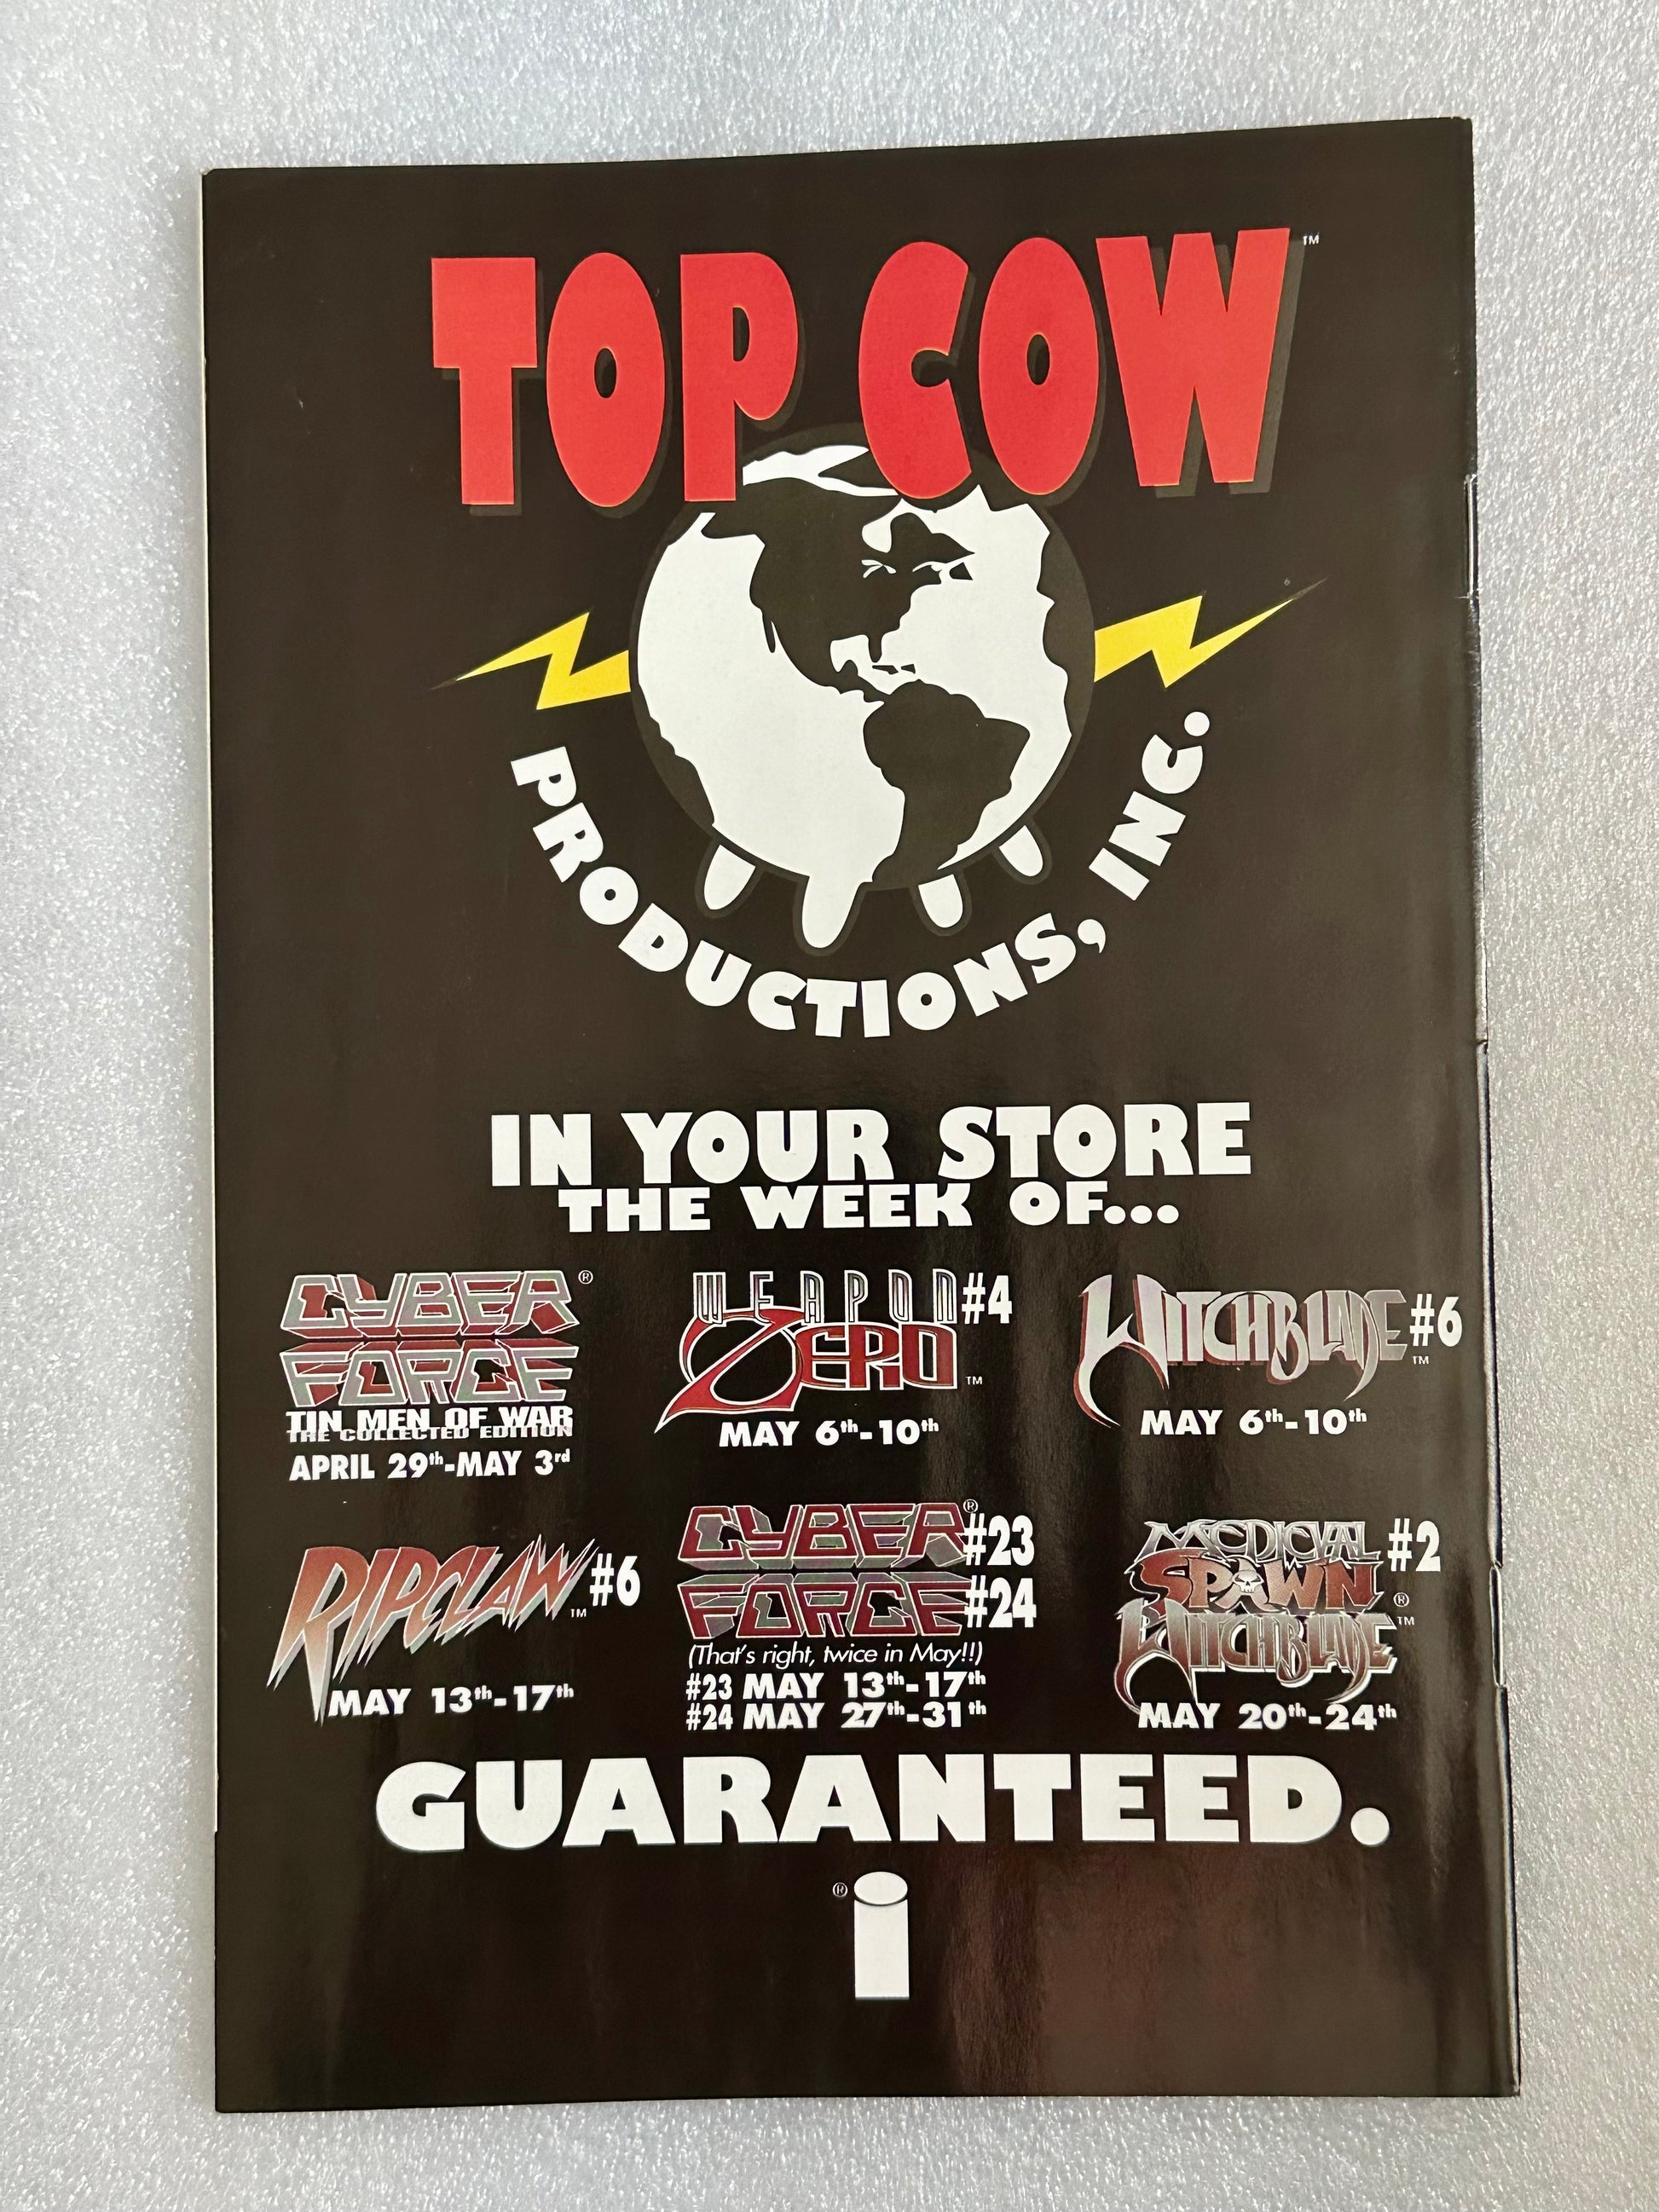 TOP COW™
PRODUCTIONS, INC.
IN YOUR STORE
THE WEEK OF...
CYBER®
FORCE
TIN MEN OF WAR
THE COLLECTED EDITION
APRIL 29th-MAY 3rd
WEAPON #4
ZERO™
MAY 6th-10th
WITCHBLADE™ #6
MAY 6th-10th
RIPCLAW™ #6
MAY 13th-17th
CYBER® #23
FORCE #24
(That's right, twice in May!!)
#23 MAY 13th-17th
#24 MAY 27th-31th
MEDIEVAL #2
SPAWN®
WITCHBLADE™
MAY 20th-24th
GUARANTEED.
® i